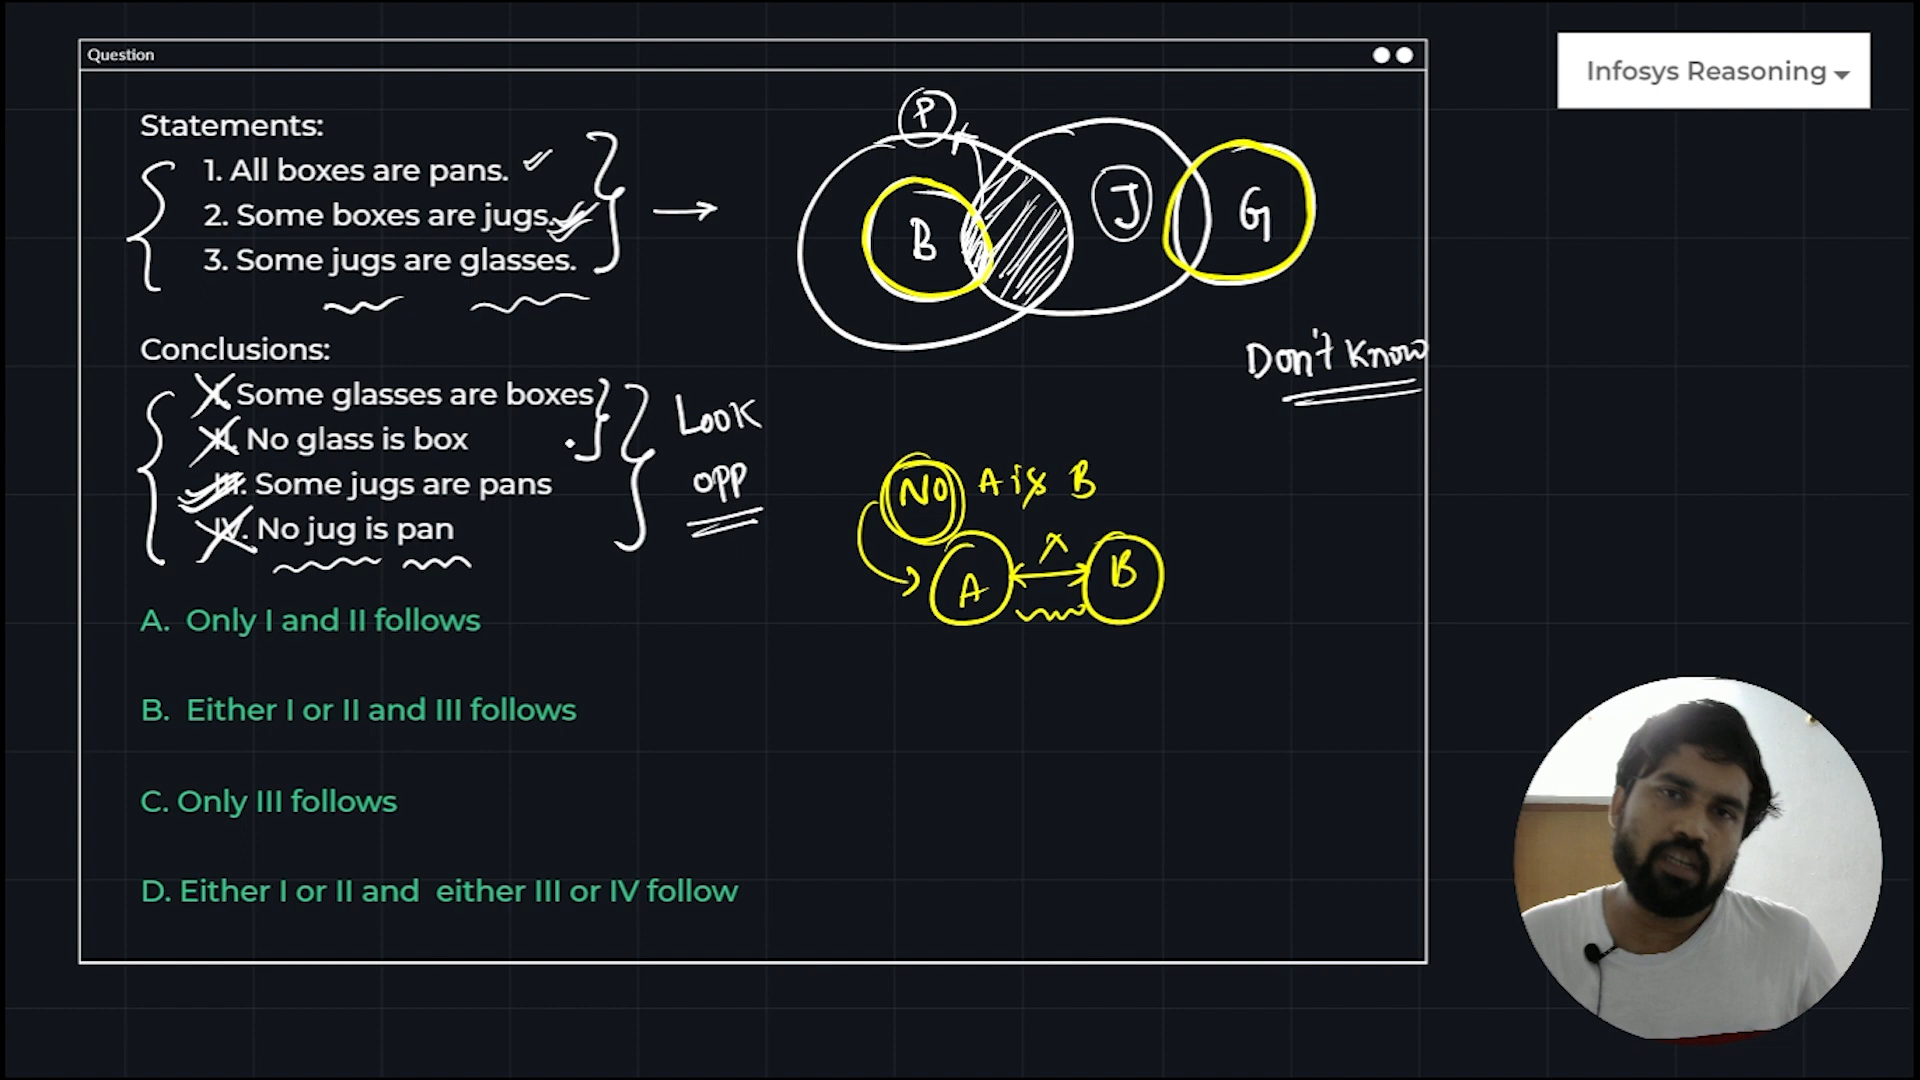 Question
Infosys Reasoning
Statements:
1. All boxes are pans.
2. Some boxes are jugs.
3. Some jugs are glasses.
Conclusions:
I. Some glasses are boxes
II. No glass is box
III. Some jugs are pans
IV. No jug is pan
A. Only I and II follows
B. Either I or II and III follows
C. Only III follows
D. Either I or II and either III or IV follow
P
B
J
G
Don't Know
Look
opp
No A is B
A
B